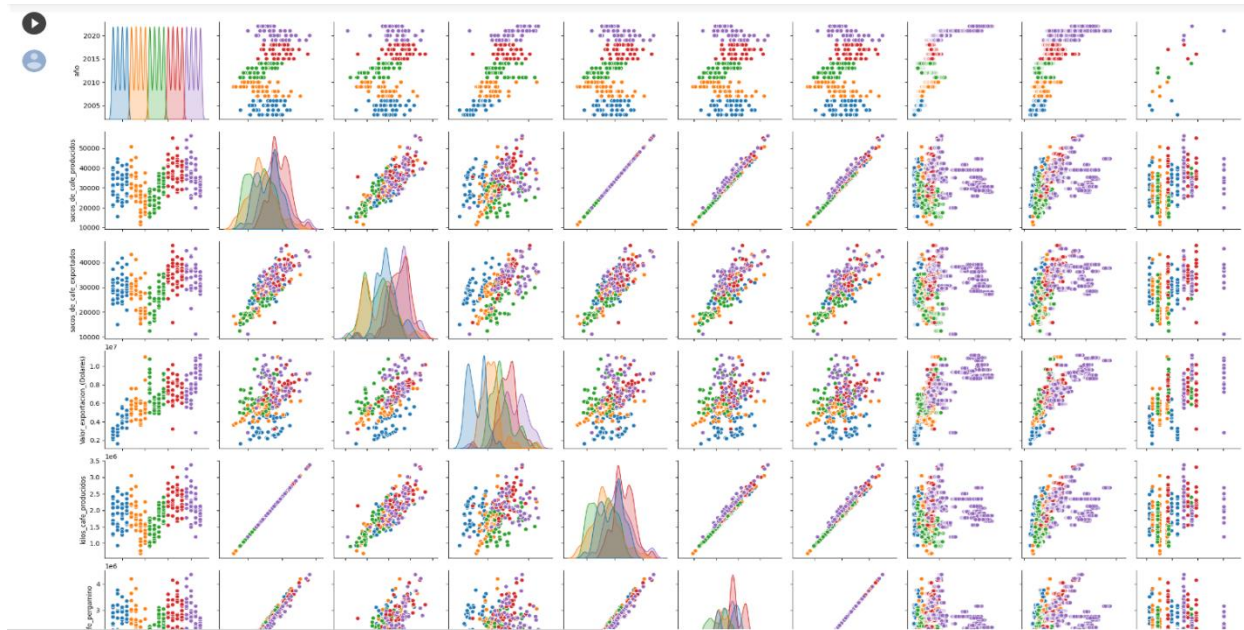 2020
2015
2010
2005
año
50000
40000
30000
20000
10000
sacos_de_cafe_producidos
40000
30000
20000
10000
sacos_de_cafe_exportados
1e7
1.0
0.8
0.6
0.4
0.2
Valor_exportacion_(Dolares)
1e6
3.5
3.0
2.5
2.0
1.5
1.0
kilos_cafe_producidos
1e6
4
3
fe_pergamino